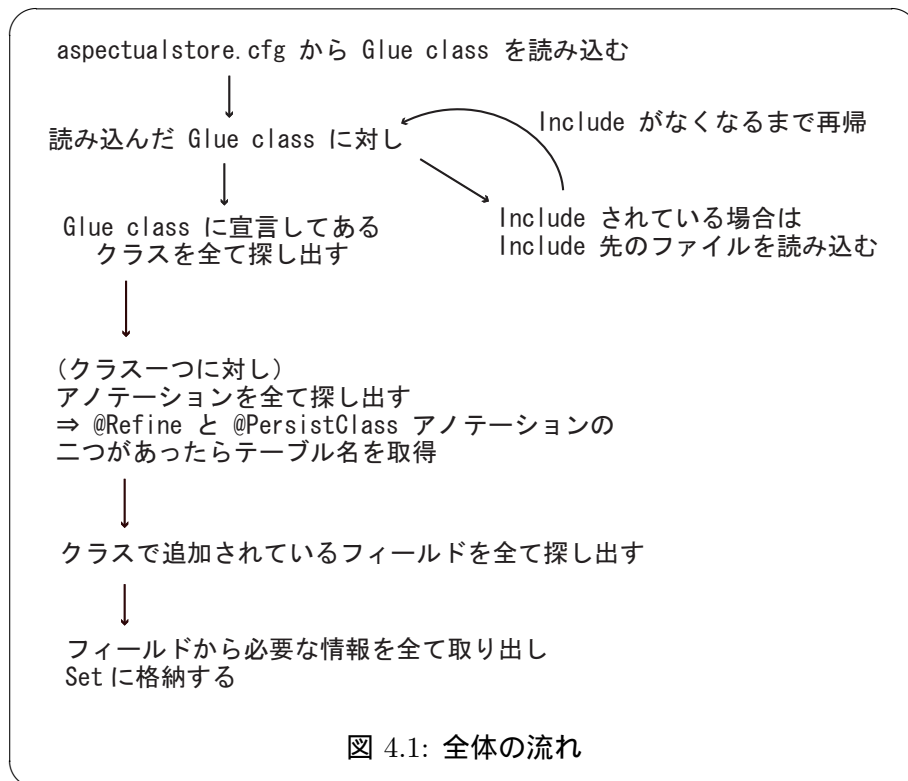 aspectualstore.cfg から Glue class を読み込む
Include がなくなるまで再帰
読み込んだ Glue class に対し
Include されている場合は
Include 先のファイルを読み込む
Glue class に宣言してある
クラスを全て探し出す
(クラス一つに対し)
アノテーションを全て探し出す
⇒ @Refine と @PersistClass アノテーションの
二つがあったらテーブル名を取得
クラスで追加されているフィールドを全て探し出す
フィールドから必要な情報を全て取り出し
Setに格納する
図 4.1: 全体の流れ